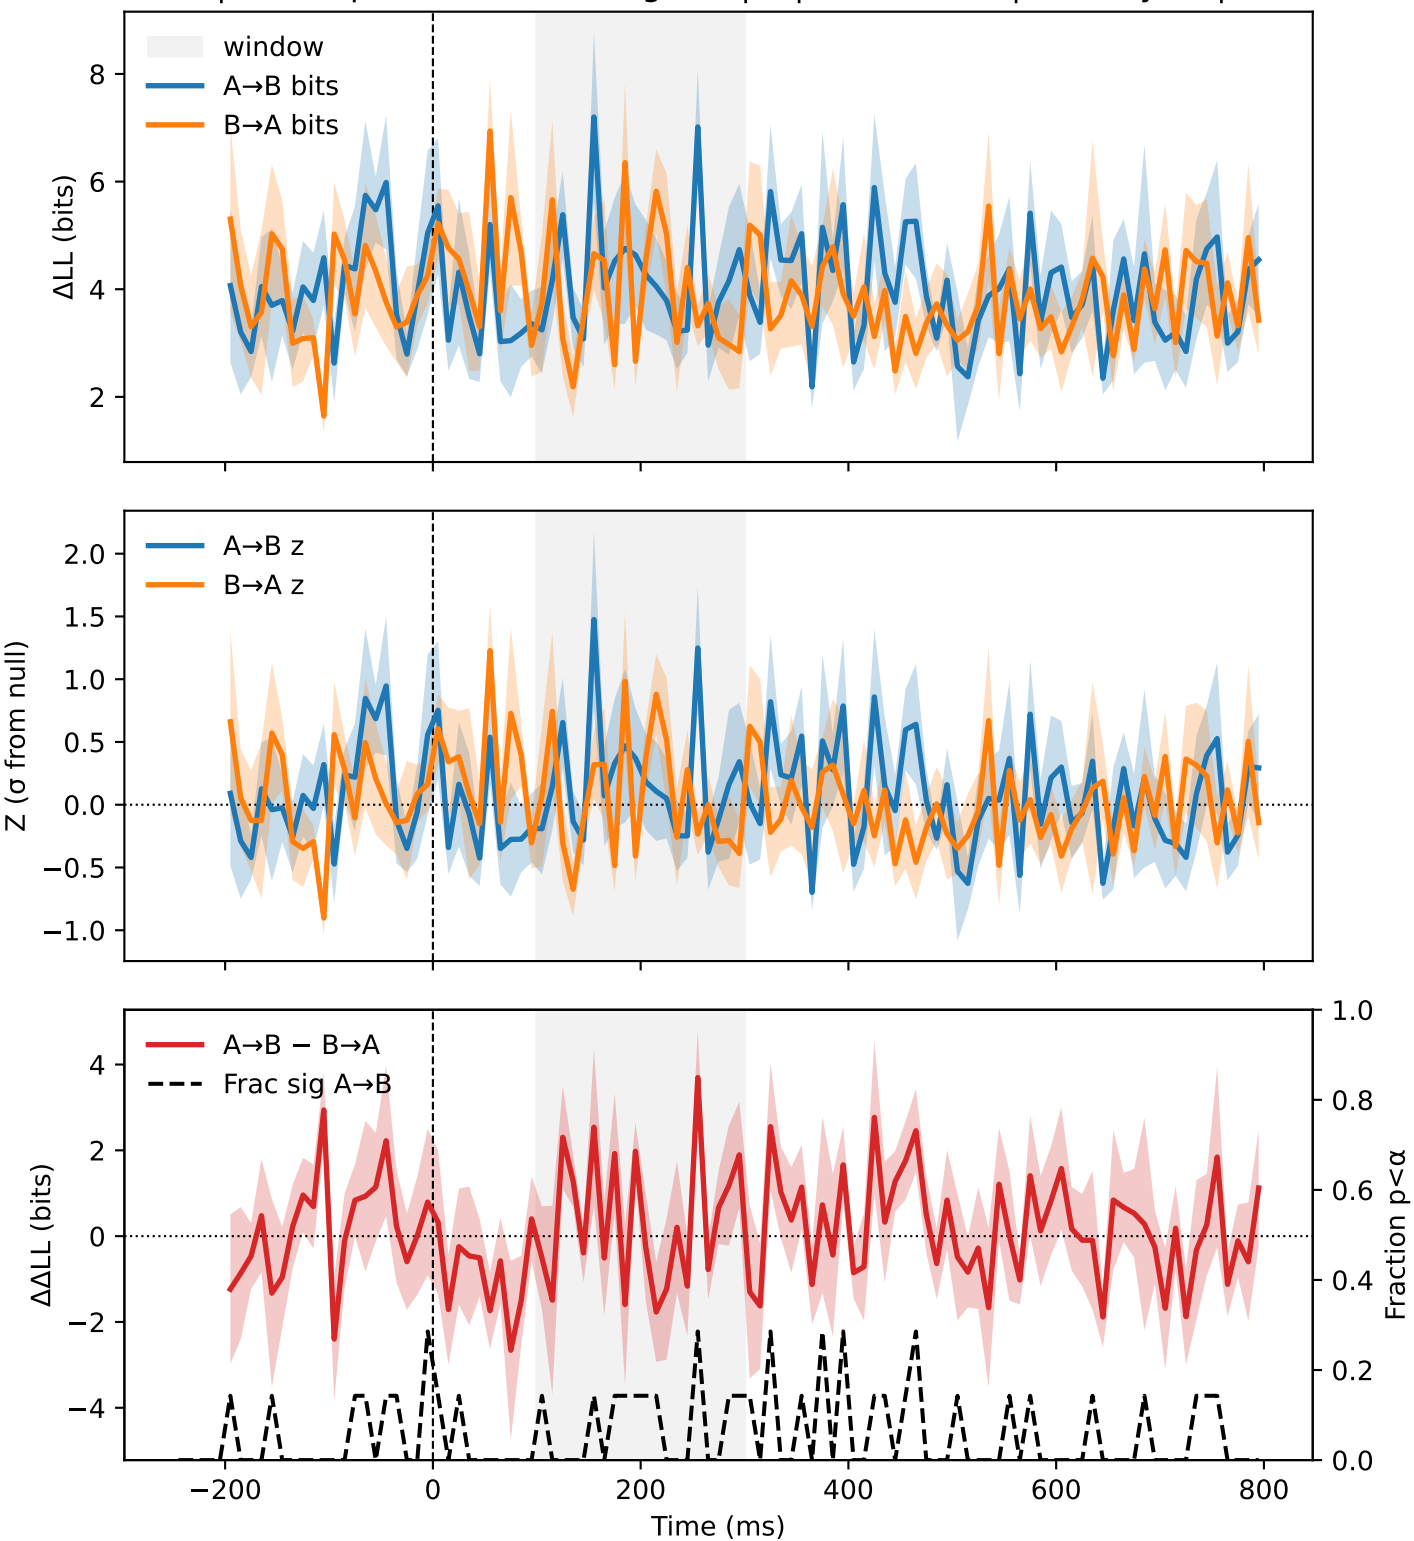 window
A→B bits
B→A bits
8
6
4
2
ΔLL (bits)
A→B z
B→A z
2.0
1.5
1.0
0.5
0.0
−0.5
−1.0
Z (σ from null)
A→B − B→A
Frac sig A→B
4
2
0
−2
−4
ΔΔLL (bits)
1.0
0.8
0.6
0.4
0.2
0.0
Fraction p<α
−200
0
200
400
600
800
Time (ms)